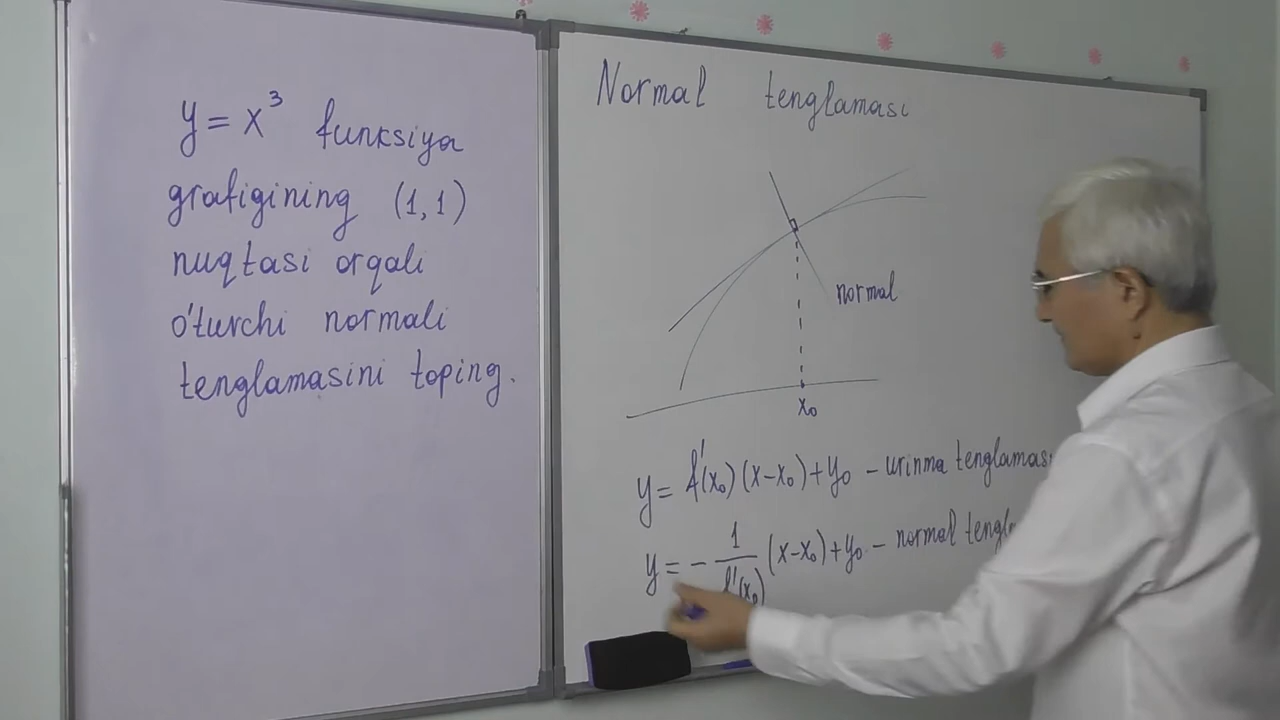 y = x³ funksiya
grafigining (1,1)
nuqtasi orqali
o'tuvchi normali
tenglamasini toping.
Normal tenglamasi
normal
x₀
y = f'(x₀)(x-x₀)+y₀ - urinma tenglamasi
y = - 1/f'(x₀) (x-x₀)+y₀ - normal